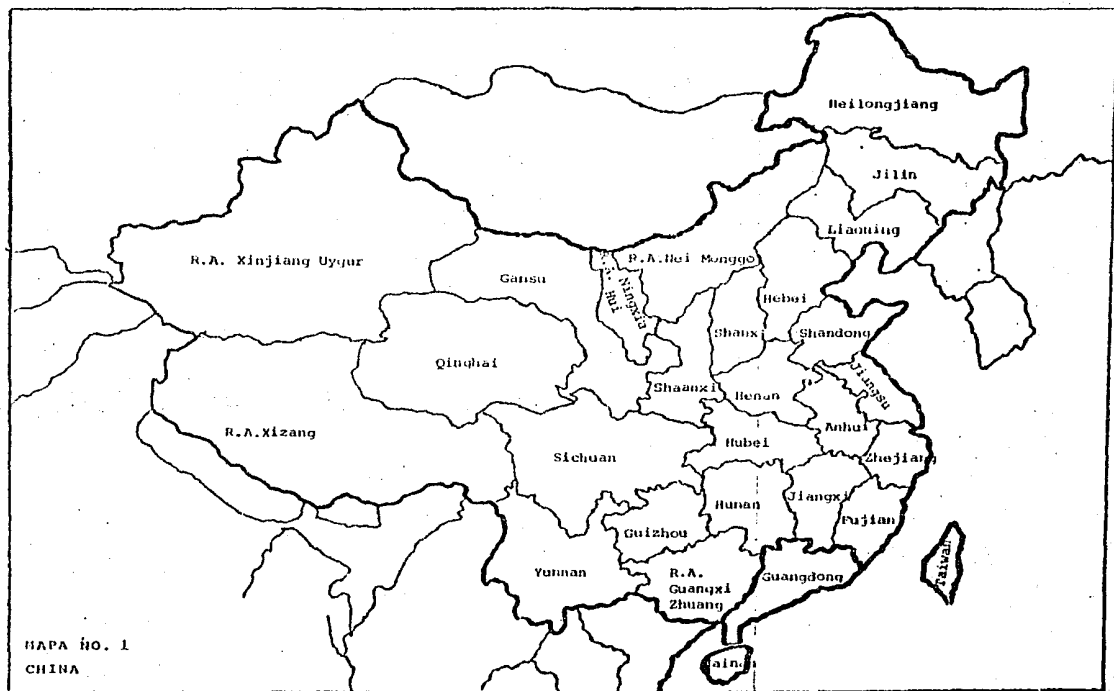 Heilongjiang
Jilin
Liaoning
R.A. Xinjiang Uygur
Gansu
R.A. Hui
Ningxia
R.A.Nei Monggo
Hebei
Shanxi
Shandong
Qinghai
Shaanxi
Henan
Jiangsu
R.A.Xizang
Sichuan
Hubei
Anhui
Zhejiang
Hunan
Jiangxi
Fujian
Guizhou
Yunnan
R.A.
Guangxi
Zhuang
Guangdong
Taiwan
Hainan
MAPA NO. 1
CHINA